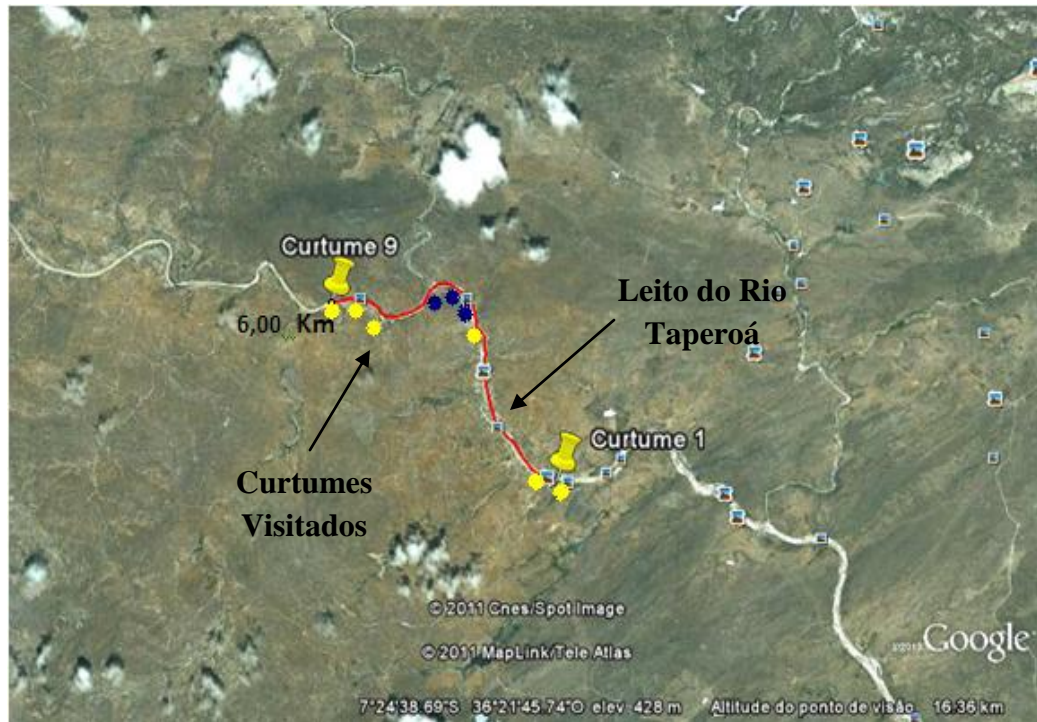 Curtume 9
Leito do Rio
Taperoá
6,00 Km
Curtume 1
Curtumes
Visitados
© 2011 Cnes/Spot Image
© 2011 MapLink/Tele Atlas
Google
7°24'38.69"S 36°21'45.74"O elev 428 m Altitude do ponto de visão 16.36 km